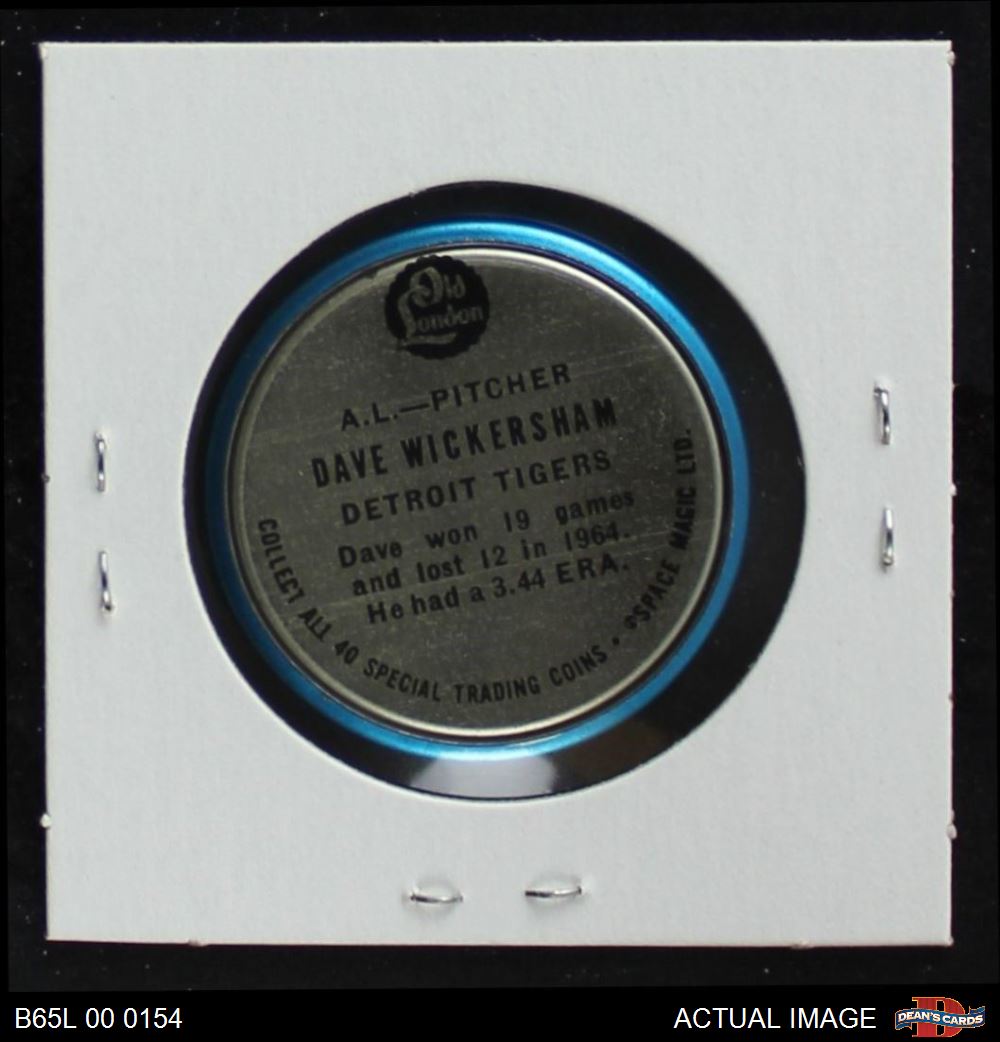 Old
London
A.L.—PITCHER
DAVE WICKERSHAM
DETROIT TIGERS
Dave won 19 games
and lost 12 in 1964.
He had a 3.44 ERA.
COLLECT ALL 40 SPECIAL TRADING COINS • ©SPACE MAGIC LTD.
B65L 00 0154
ACTUAL IMAGE
D
DEAN'S CARDS